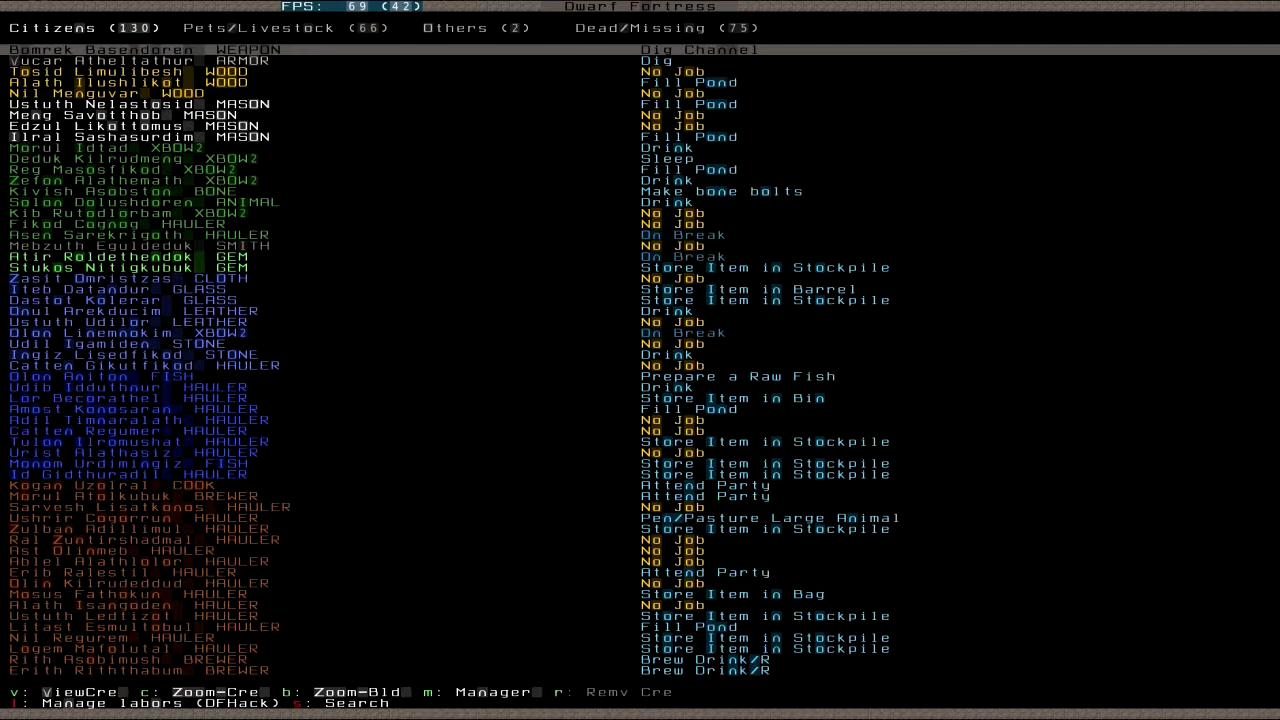 FPS: 69 (42) Dwarf Fortress
Citizens (130) Pets/Livestock (66) Others (2) Dead/Missing (75)
Bomrek Basendoren WEAPON Dig Channel
Vucar Atheltathur ARMOR Dig
Tosid Limulibesh WOOD No Job
Alath Ilushlikot WOOD Fill Pond
Nil Menguvar WOOD No Job
Ustuth Nelastosid MASON Fill Pond
Meng Savotthob MASON No Job
Edzul Likottomus MASON No Job
Ilral Sashasurdim MASON Fill Pond
Morul Idtad XBOW2 Drink
Deduk Kilrudmeng XBOW2 Sleep
Reg Masosfikod XBOW2 Fill Pond
Zefon Alathemath XBOW2 Drink
Kivish Asobston BONE Make bone bolts
Solon Dolushdoren ANIMAL Drink
Kib Rutodlorbam XBOW2 No Job
Fikod Cognog HAULER No Job
Asen Sarekrigoth HAULER On Break
Mebzuth Eguldeduk SMITH No Job
Atir Roldethendok GEM On Break
Stukos Nitigkubuk GEM Store Item in Stockpile
Zasit Omristzas CLOTH No Job
Iteb Datandur GLASS Store Item in Barrel
Dastot Kolerar GLASS Store Item in Stockpile
Onul Arekducim LEATHER Drink
Ustuth Udilor LEATHER No Job
Olon Linemnokim XBOW2 On Break
Udil Igamiden STONE No Job
Ingiz Lisedfikod STONE Drink
Catten Gikutfikod HAULER No Job
Olon Aniton FISH Prepare a Raw Fish
Udib Idduthnur HAULER Drink
Lor Becorathel HAULER Store Item in Bin
Amost Konosaran HAULER Fill Pond
Adil Timnaralath HAULER No Job
Catten Regumer HAULER No Job
Tulon Ilromushat HAULER Store Item in Stockpile
Urist Alathasiz HAULER No Job
Monom Urdimingiz FISH Store Item in Stockpile
Id Gidthuradil HAULER Store Item in Stockpile
Kogan Uzolral COOK Attend Party
Morul Atolkubuk BREWER Attend Party
Sarvesh Lisatkonos HAULER No Job
Ushrir Cogorrun HAULER Pen/Pasture Large Animal
Zulban Adillimul HAULER Store Item in Stockpile
Ral Zuntirshadmal HAULER No Job
Ast Olinmeb HAULER No Job
Ablel Alathlolor HAULER No Job
Erib Ralestil HAULER Attend Party
Olin Kilrudeddud HAULER No Job
Mosus Fathokun HAULER Store Item in Bag
Alath Isangoden HAULER No Job
Ustuth Ledtizot HAULER Store Item in Stockpile
Litast Esmultobul HAULER Fill Pond
Nil Regurem HAULER Store Item in Stockpile
Logem Mafolutal HAULER Store Item in Stockpile
Rith Asobimush BREWER Brew Drink/R
Erith Riththabum BREWER Brew Drink/R
v: ViewCre c: Zoom-Cre b: Zoom-Bld m: Manager r: Remv Cre
l: Manage labors (DFHack) s: Search